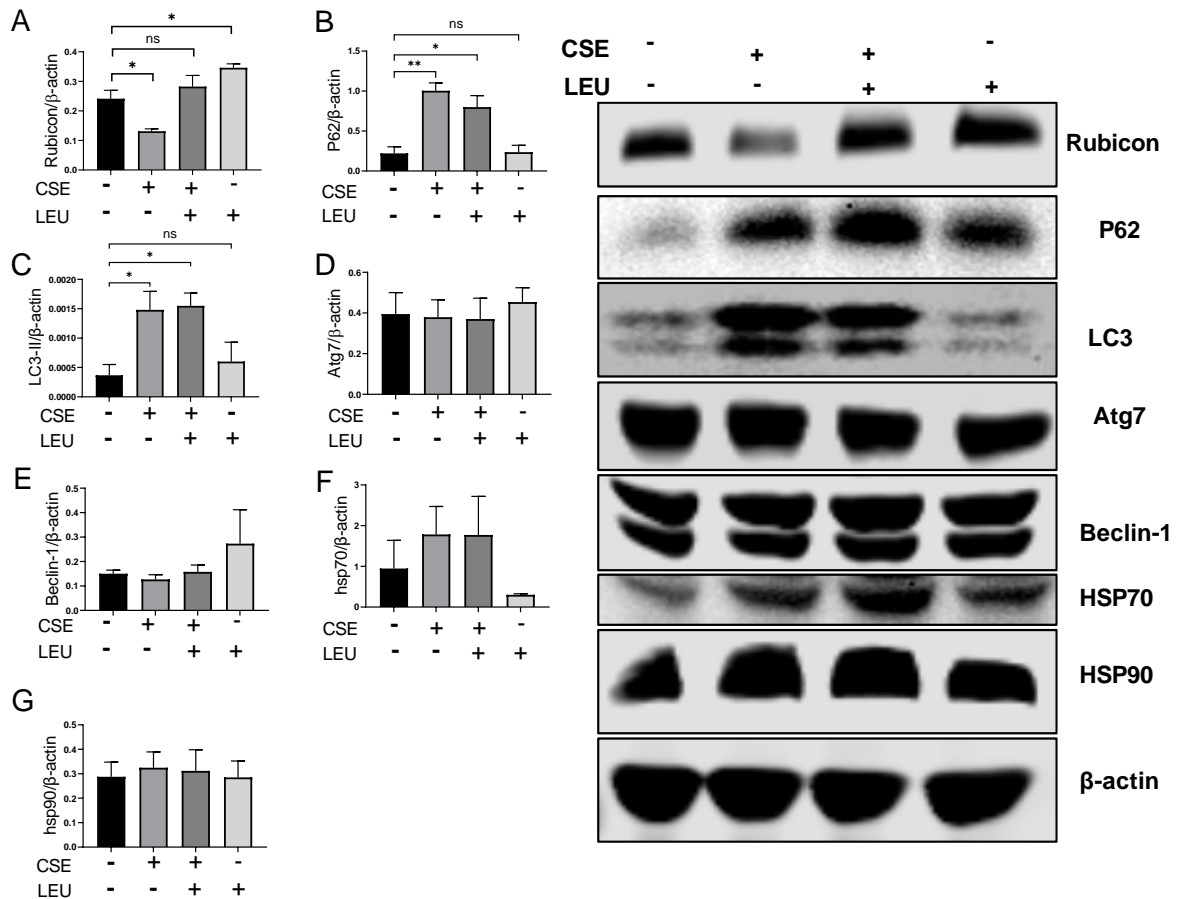 A
Rubicon/β-actin
0.4
0.3
0.2
0.1
0.0
*
ns
*
CSE - + + -
LEU - - + +
B
P62/β-actin
1.5
1.0
0.5
0.0
ns
*
**
CSE - + + -
LEU - - + +
C
LC3-II/β-actin
0.0020
0.0015
0.0010
0.0005
0.0000
ns
*
*
CSE - + + -
LEU - - + +
D
Atg7/β-actin
0.6
0.4
0.2
0.0
CSE - + + -
LEU - - + +
E
Beclin-1/β-actin
0.5
0.4
0.3
0.2
0.1
0.0
CSE - + + -
LEU - - + +
F
hsp70/β-actin
3
2
1
0
CSE - + + -
LEU - - + +
G
hsp90/β-actin
0.5
0.4
0.3
0.2
0.1
0.0
CSE - + + -
LEU - - + +
CSE - + + -
LEU - - + +
Rubicon
P62
LC3
Atg7
Beclin-1
HSP70
HSP90
β-actin